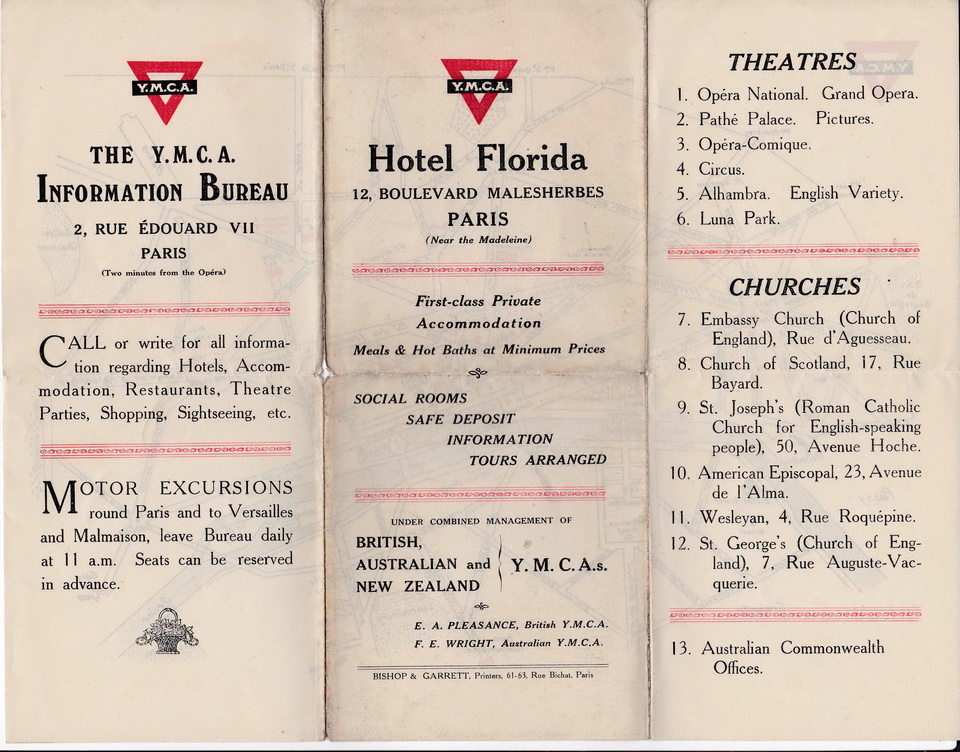 Y.M.C.A.
THE Y.M.C.A.
INFORMATION BUREAU
2, RUE ÉDOUARD VII
PARIS
(Two minutes from the Opéra)
CALL or write for all informa-
tion regarding Hotels, Accom-
modation, Restaurants, Theatre
Parties, Shopping, Sightseeing, etc.
MOTOR EXCURSIONS
round Paris and to Versailles
and Malmaison, leave Bureau daily
at 11 a.m. Seats can be reserved
in advance.
Y.M.C.A.
Hotel Florida
12, BOULEVARD MALESHERBES
PARIS
(Near the Madeleine)
First-class Private
Accommodation
Meals & Hot Baths at Minimum Prices
SOCIAL ROOMS
SAFE DEPOSIT
INFORMATION
TOURS ARRANGED
UNDER COMBINED MANAGEMENT OF
BRITISH,
AUSTRALIAN and Y.M.C.A.s.
NEW ZEALAND
E. A. PLEASANCE, British Y.M.C.A.
F. E. WRIGHT, Australian Y.M.C.A.
BISHOP & GARRETT, Printers, 61-63, Rue Bichat, Paris
THEATRES
1. Opéra National. Grand Opera.
2. Pathé Palace. Pictures.
3. Opéra-Comique.
4. Circus.
5. Alhambra. English Variety.
6. Luna Park.
CHURCHES
7. Embassy Church (Church of
England), Rue d'Aguesseau.
8. Church of Scotland, 17, Rue
Bayard.
9. St. Joseph's (Roman Catholic
Church for English-speaking
people), 50, Avenue Hoche.
10. American Episcopal, 23, Avenue
de l'Alma.
11. Wesleyan, 4, Rue Roquépine.
12. St. George's (Church of Eng-
land), 7, Rue Auguste-Vac-
querie.
13. Australian Commonwealth
Offices.